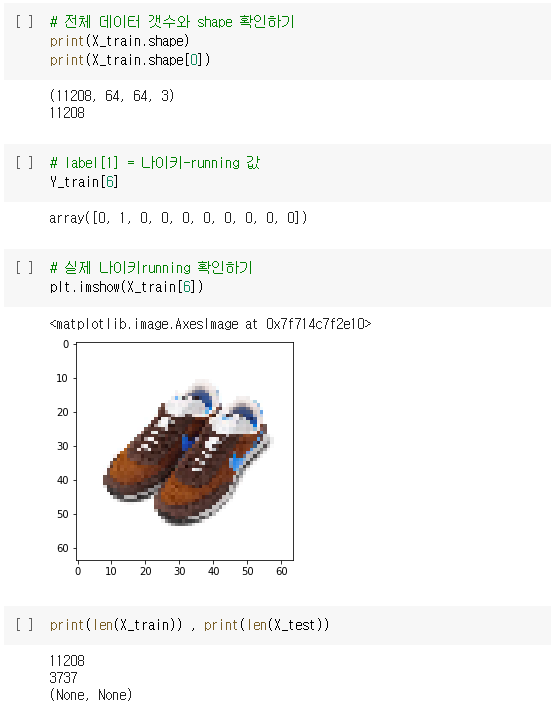 [ ] # 전체 데이터 갯수와 shape 확인하기
print(X_train.shape)
print(X_train.shape[0])
(11208, 64, 64, 3)
11208
[ ] # label[1] = 나이키-running 값
Y_train[6]
array([0, 1, 0, 0, 0, 0, 0, 0, 0, 0])
[ ] # 실제 나이키running 확인하기
plt.imshow(X_train[6])
<matplotlib.image.AxesImage at 0x7f714c7f2e10>
0
10
20
30
40
50
60
0 10 20 30 40 50 60
[ ] print(len(X_train)) , print(len(X_test))
11208
3737
(None, None)